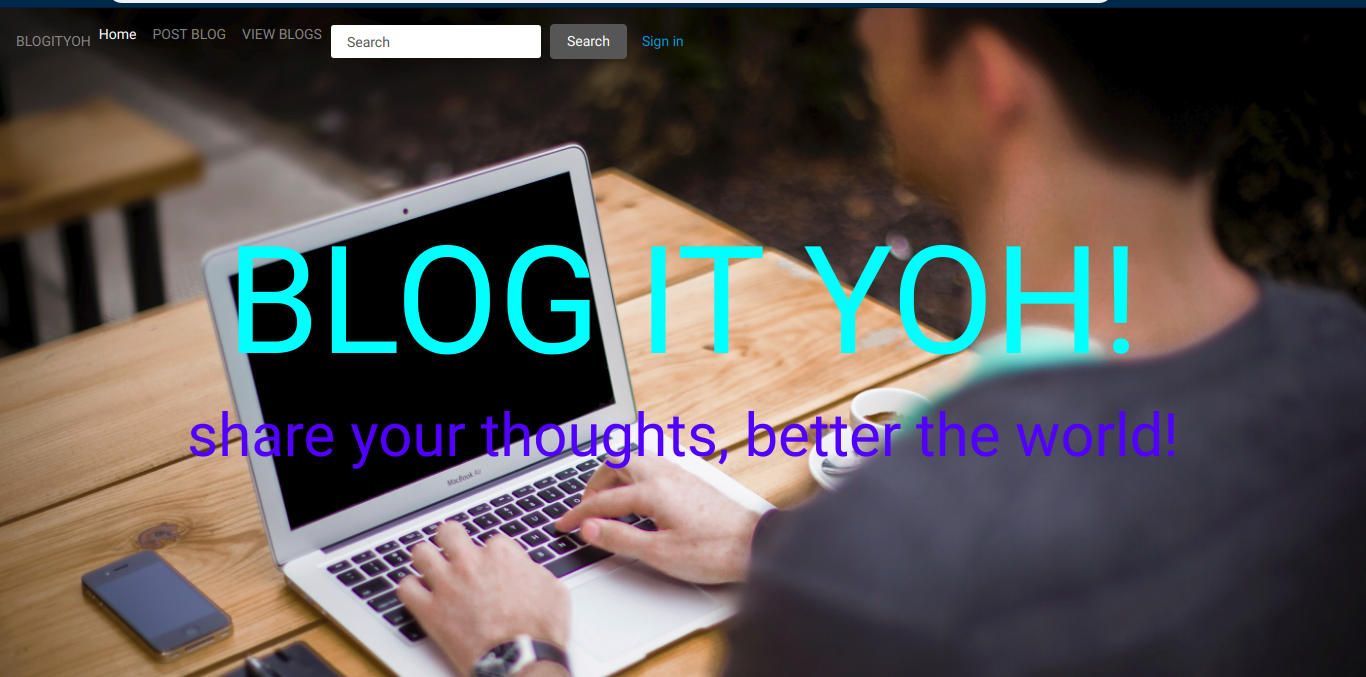 BLOGITYOH Home POST BLOG VIEW BLOGS Search Search Sign in
BLOG IT YOH!
share your thoughts, better the world!
MacBook Air